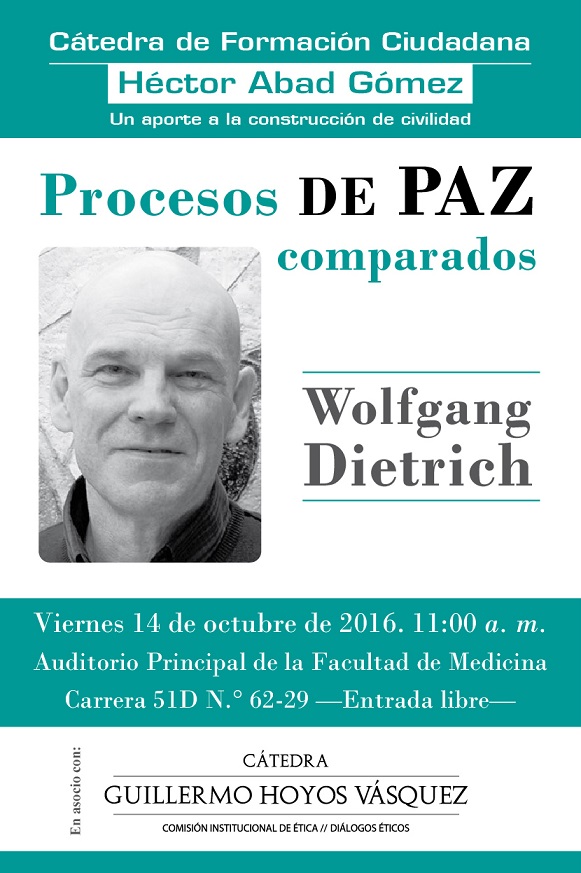 Cátedra de Formación Ciudadana
Héctor Abad Gómez
Un aporte a la construcción de civilidad
Procesos DE PAZ
comparados
Wolfgang
Dietrich
Viernes 14 de octubre de 2016. 11:00 a. m.
Auditorio Principal de la Facultad de Medicina
Carrera 51D N.° 62-29 —Entrada libre—
En asocio con:
CÁTEDRA
GUILLERMO HOYOS VÁSQUEZ
COMISIÓN INSTITUCIONAL DE ÉTICA // DIÁLOGOS ÉTICOS